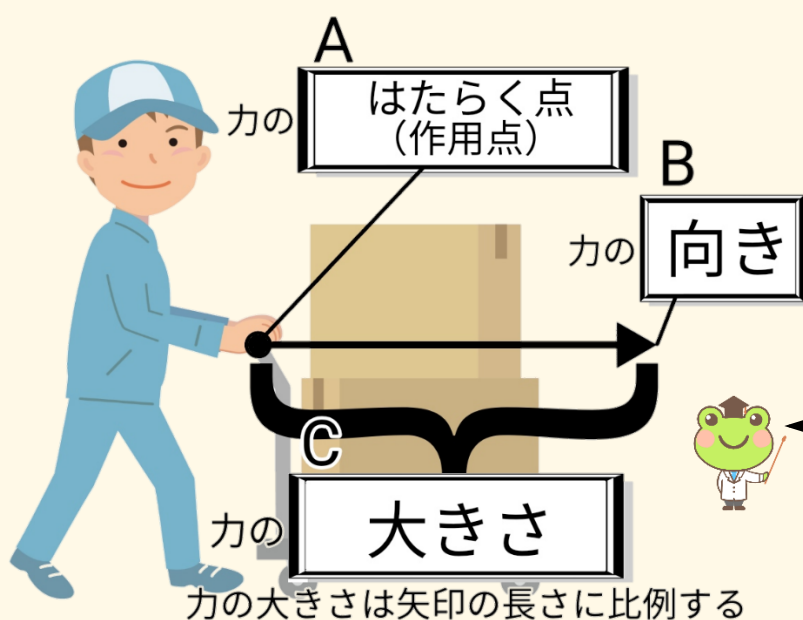 A
力の はたらく点
(作用点)
B
力の 向き
C
力の 大きさ
力の大きさは矢印の長さに比例する